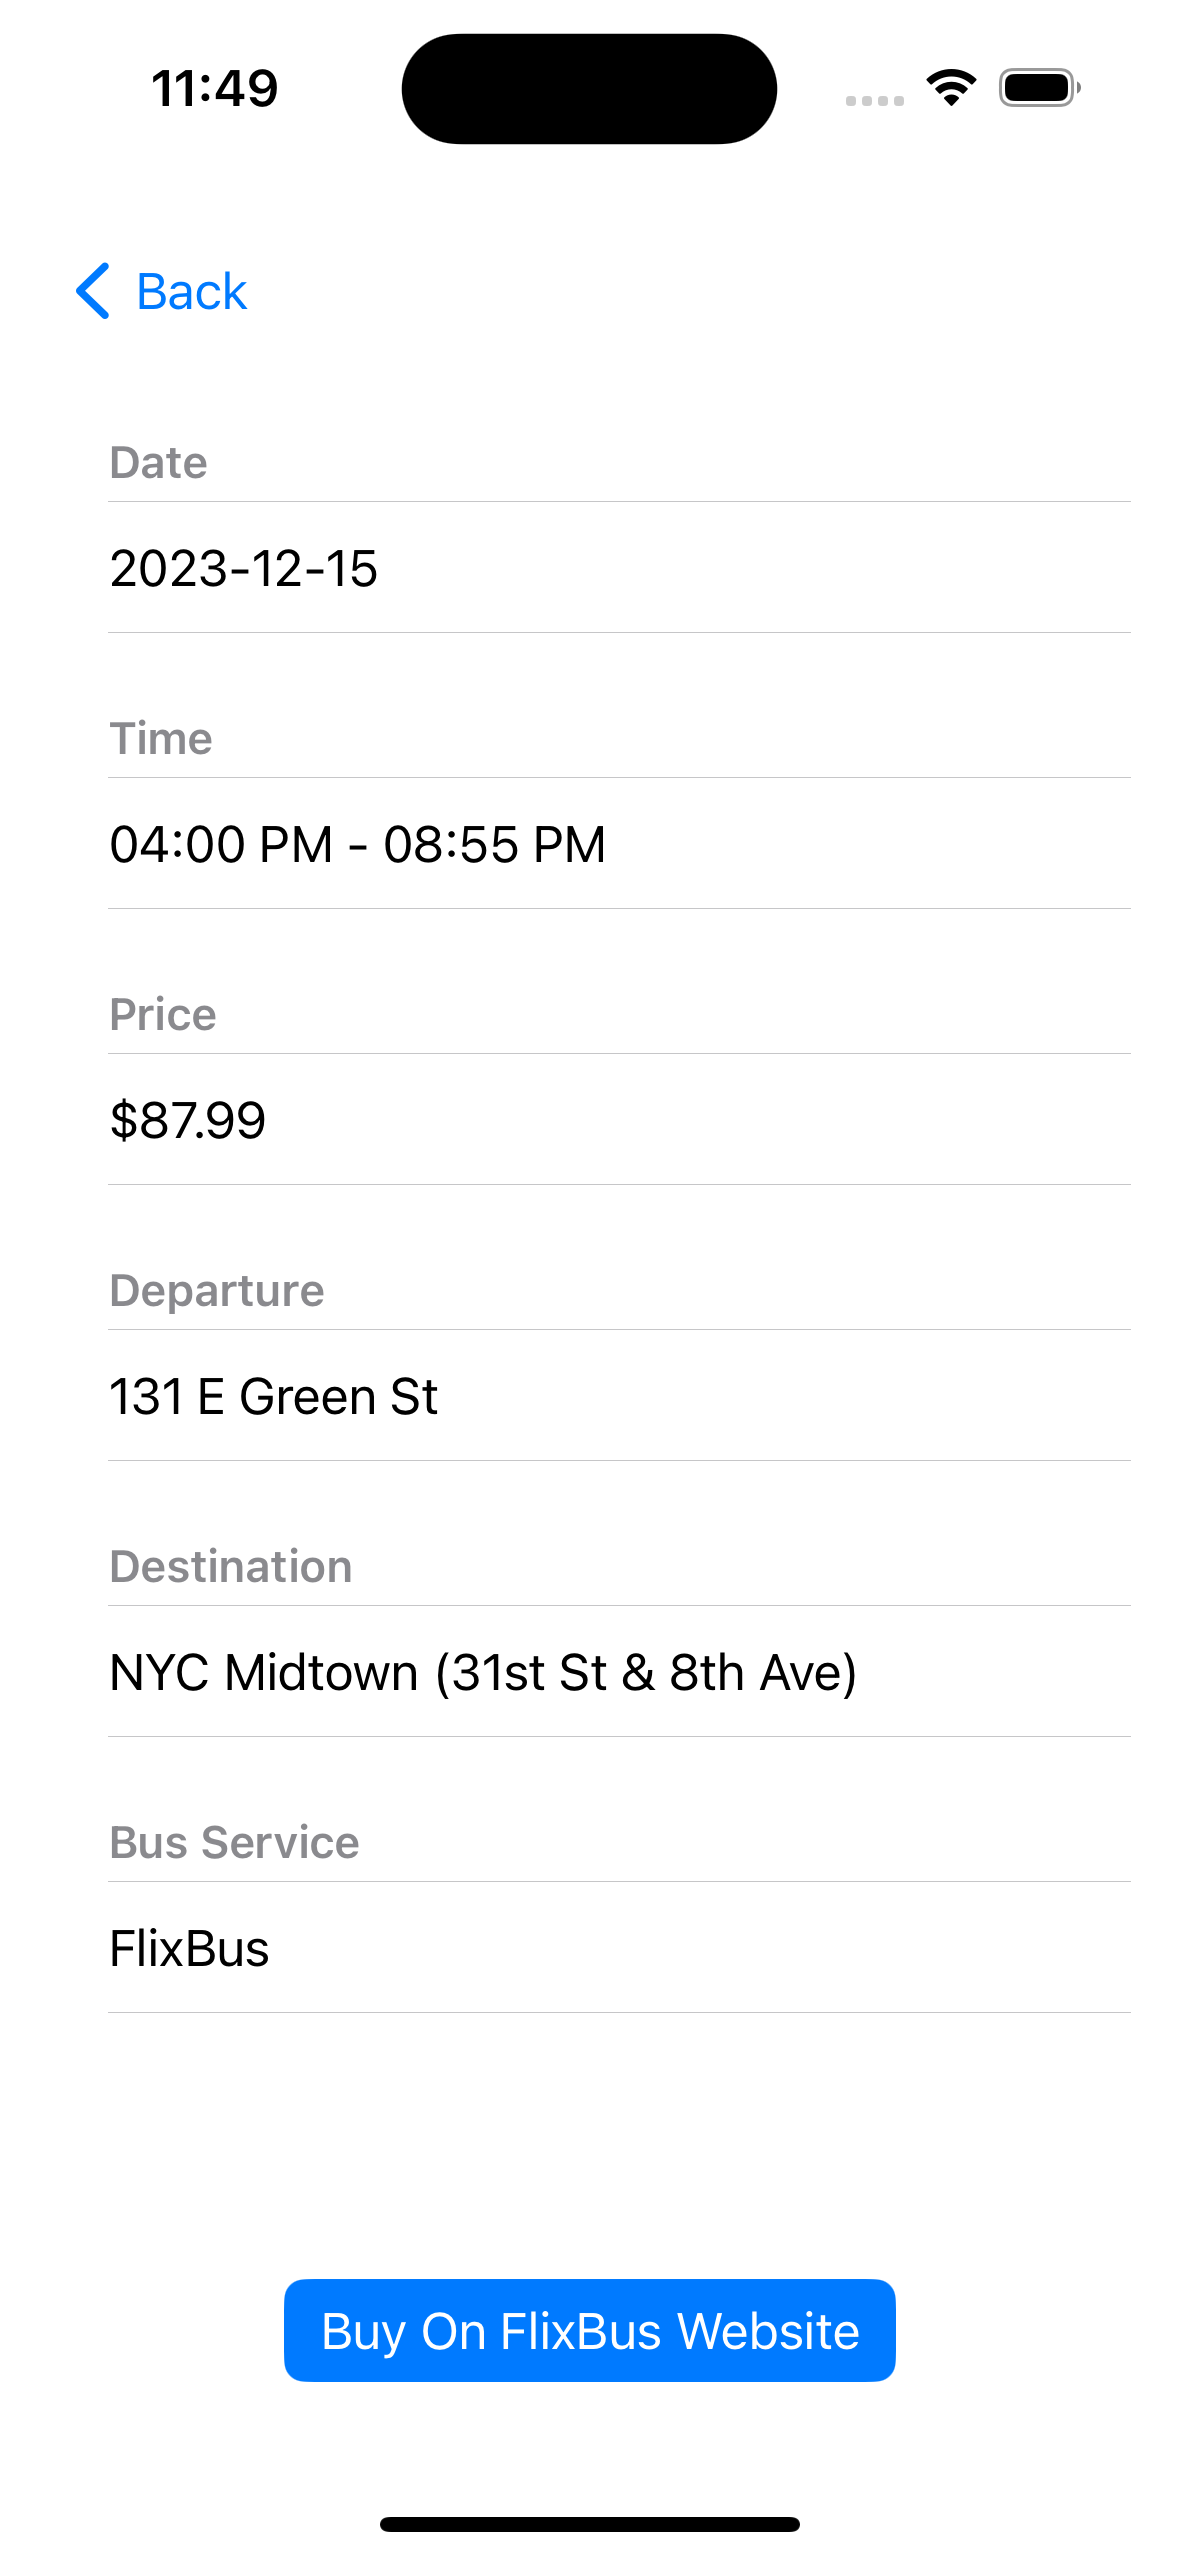 11:49
Back
Date
2023-12-15
Time
04:00 PM - 08:55 PM
Price
$87.99
Departure
131 E Green St
Destination
NYC Midtown (31st St & 8th Ave)
Bus Service
FlixBus
Buy On FlixBus Website